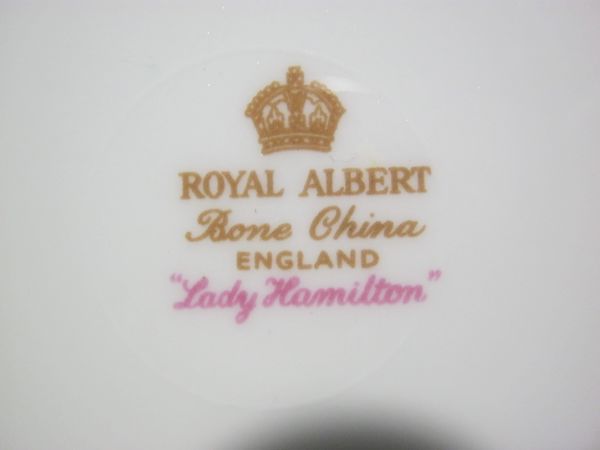 ROYAL ALBERT
Bone China
ENGLAND
"Lady Hamilton"